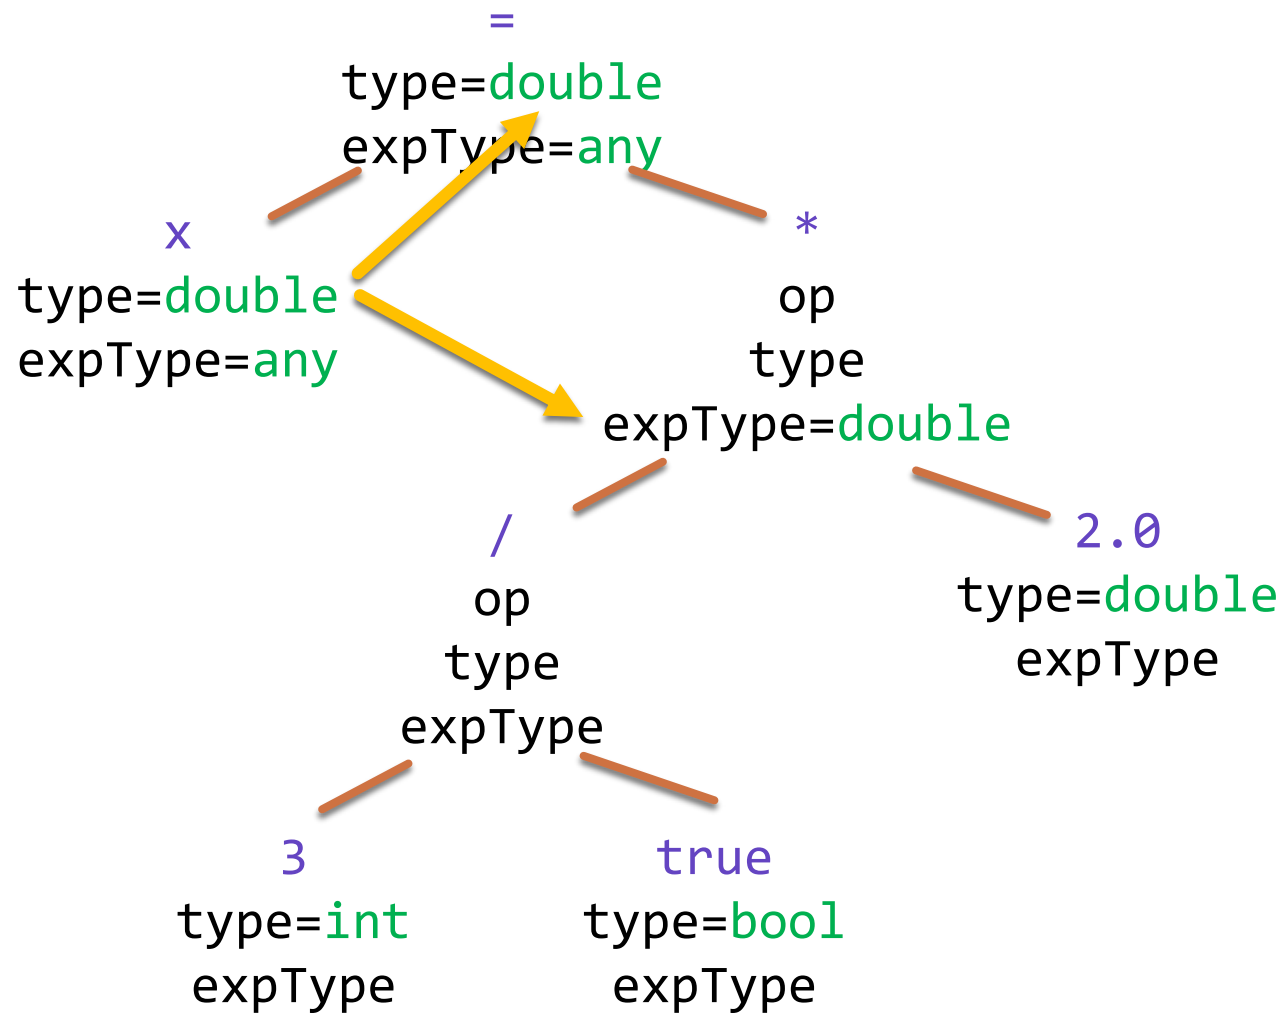 =
type=double
expType=any
x
type=double
expType=any
*
op
type
expType=double
/
op
type
expType
2.0
type=double
expType
3
type=int
expType
true
type=bool
expType